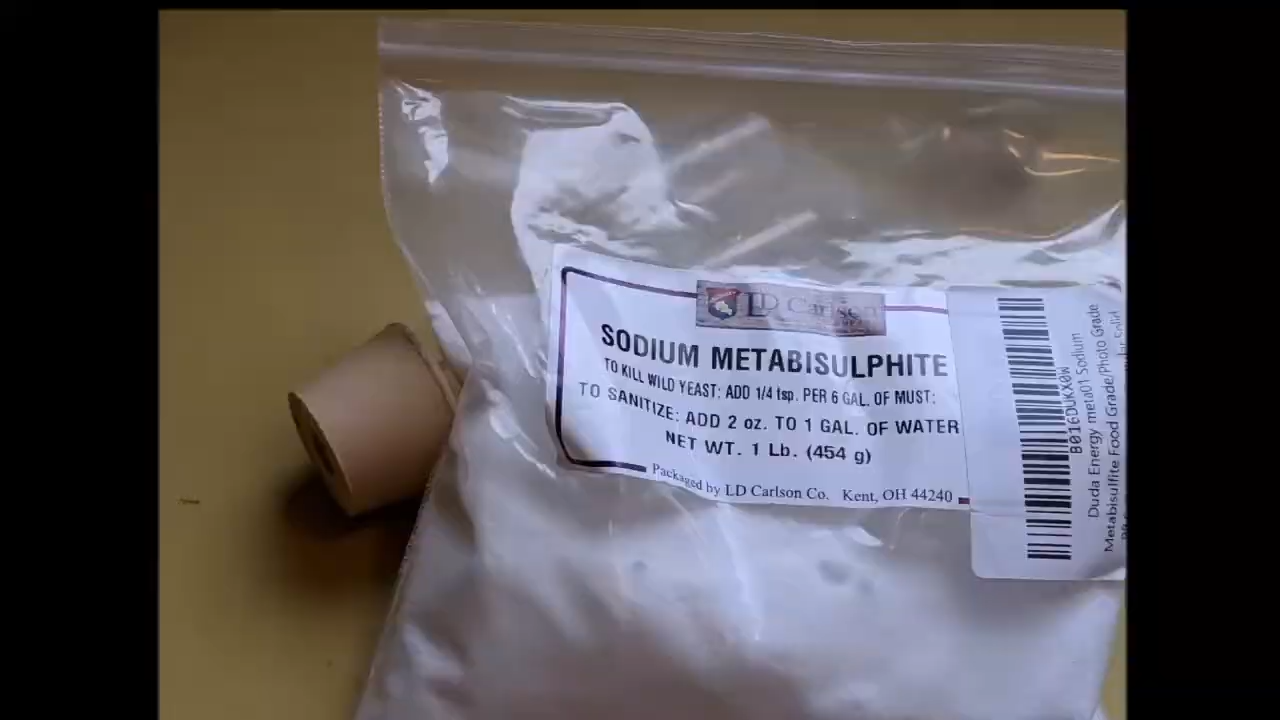 LD Carlson
SODIUM METABISULPHITE
TO KILL WILD YEAST: ADD 1/4 tsp. PER 6 GAL. OF MUST:
TO SANITIZE: ADD 2 oz. TO 1 GAL. OF WATER
NET WT. 1 Lb. (454 g)
Packaged by LD Carlson Co. Kent, OH 44240
B016DUKX0W
Duda Energy meta01 Sodium
Metabisulfite Food Grade/Photo Grade